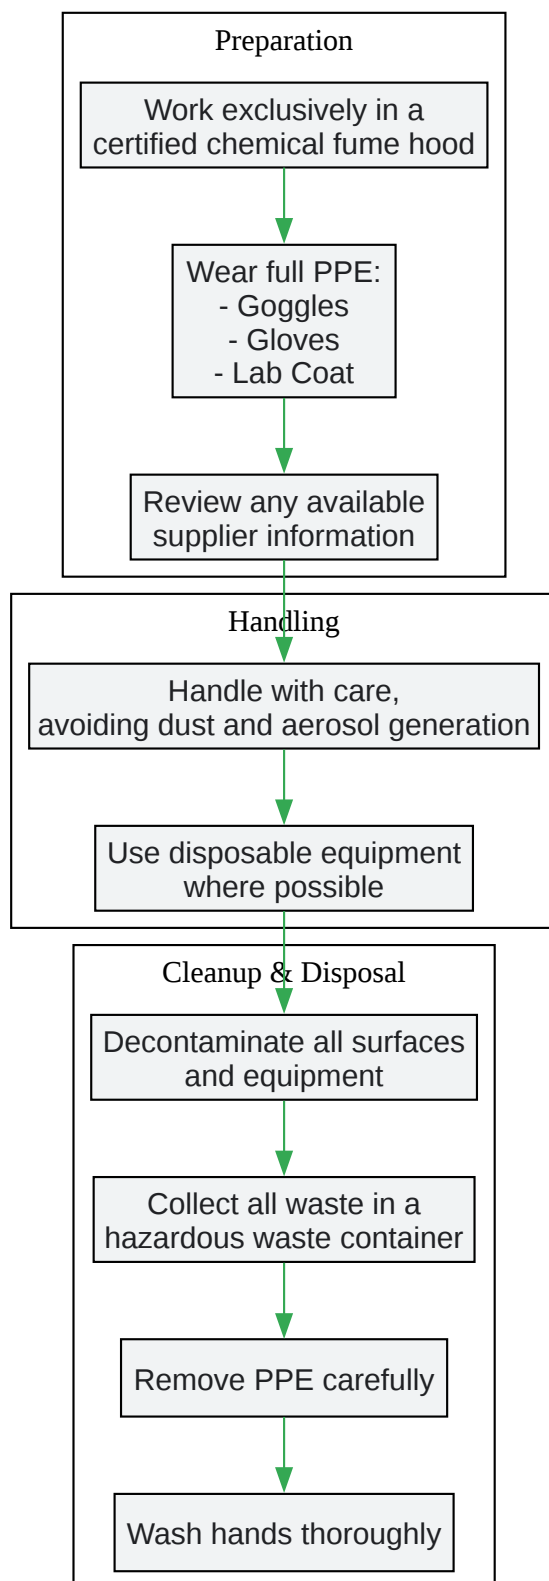 Preparation
Work exclusively in a
certified chemical fume hood
Wear full PPE:
- Goggles
- Gloves
- Lab Coat
Review any available
supplier information
Handling
Handle with care,
avoiding dust and aerosol generation
Use disposable equipment
where possible
Cleanup & Disposal
Decontaminate all surfaces
and equipment
Collect all waste in a
hazardous waste container
Remove PPE carefully
Wash hands thoroughly